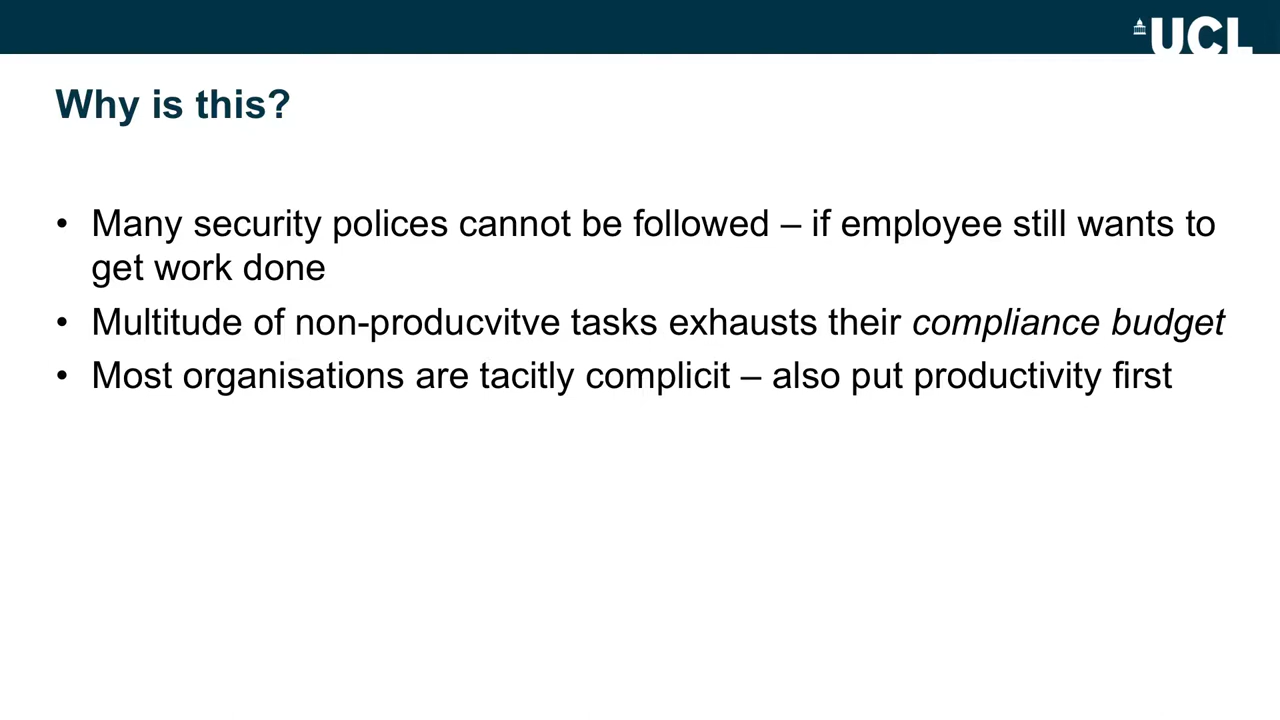 UCL
Why is this?
• Many security polices cannot be followed – if employee still wants to
get work done
• Multitude of non-producvitve tasks exhausts their compliance budget
• Most organisations are tacitly complicit – also put productivity first